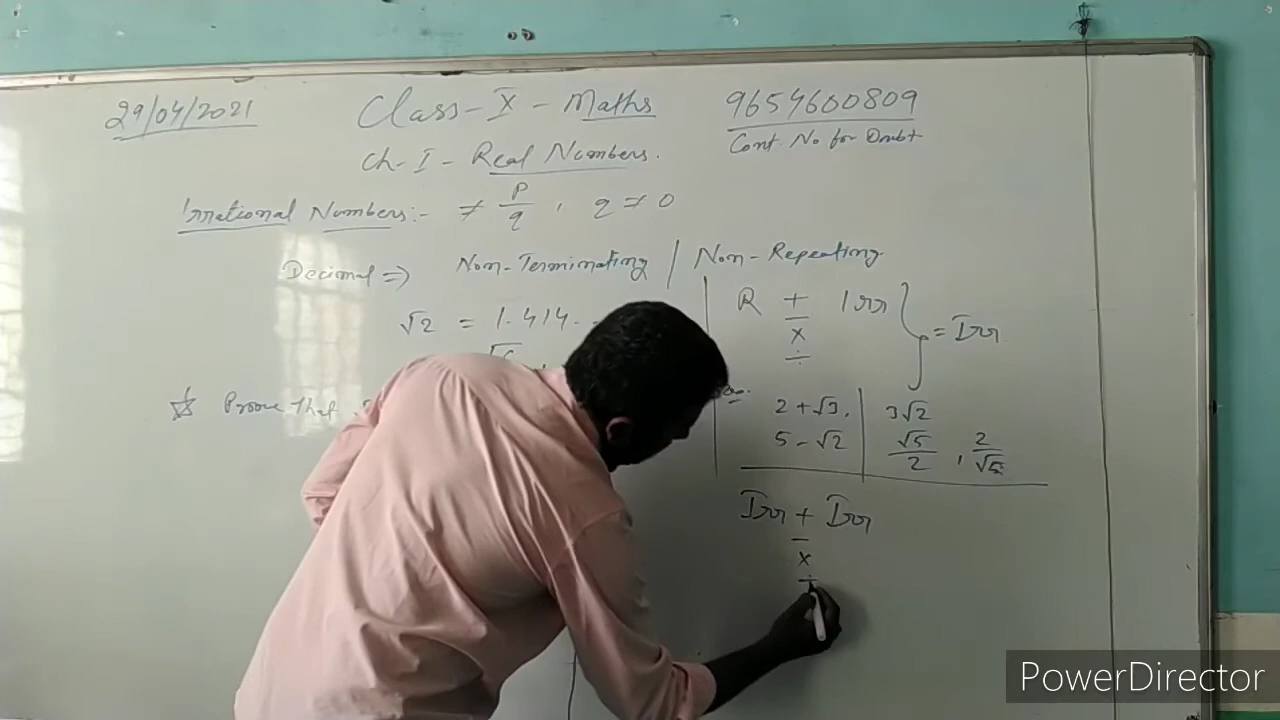 29/04/2021
Class-X-Maths
9654600809
Cont. No for Doubt
Ch-I-Real Numbers.
Irrational Numbers:- ≠ p/q , q ≠ 0
Decimal ⇒ Non-Terminating / Non-Repeating
√2 = 1.414.
Prove that
R + Irr } = Irr.
-
×
÷
2+√3,
5-√2
3√2
√5/2 , 2/√5
Irr + Irr
-
×
÷
PowerDirector